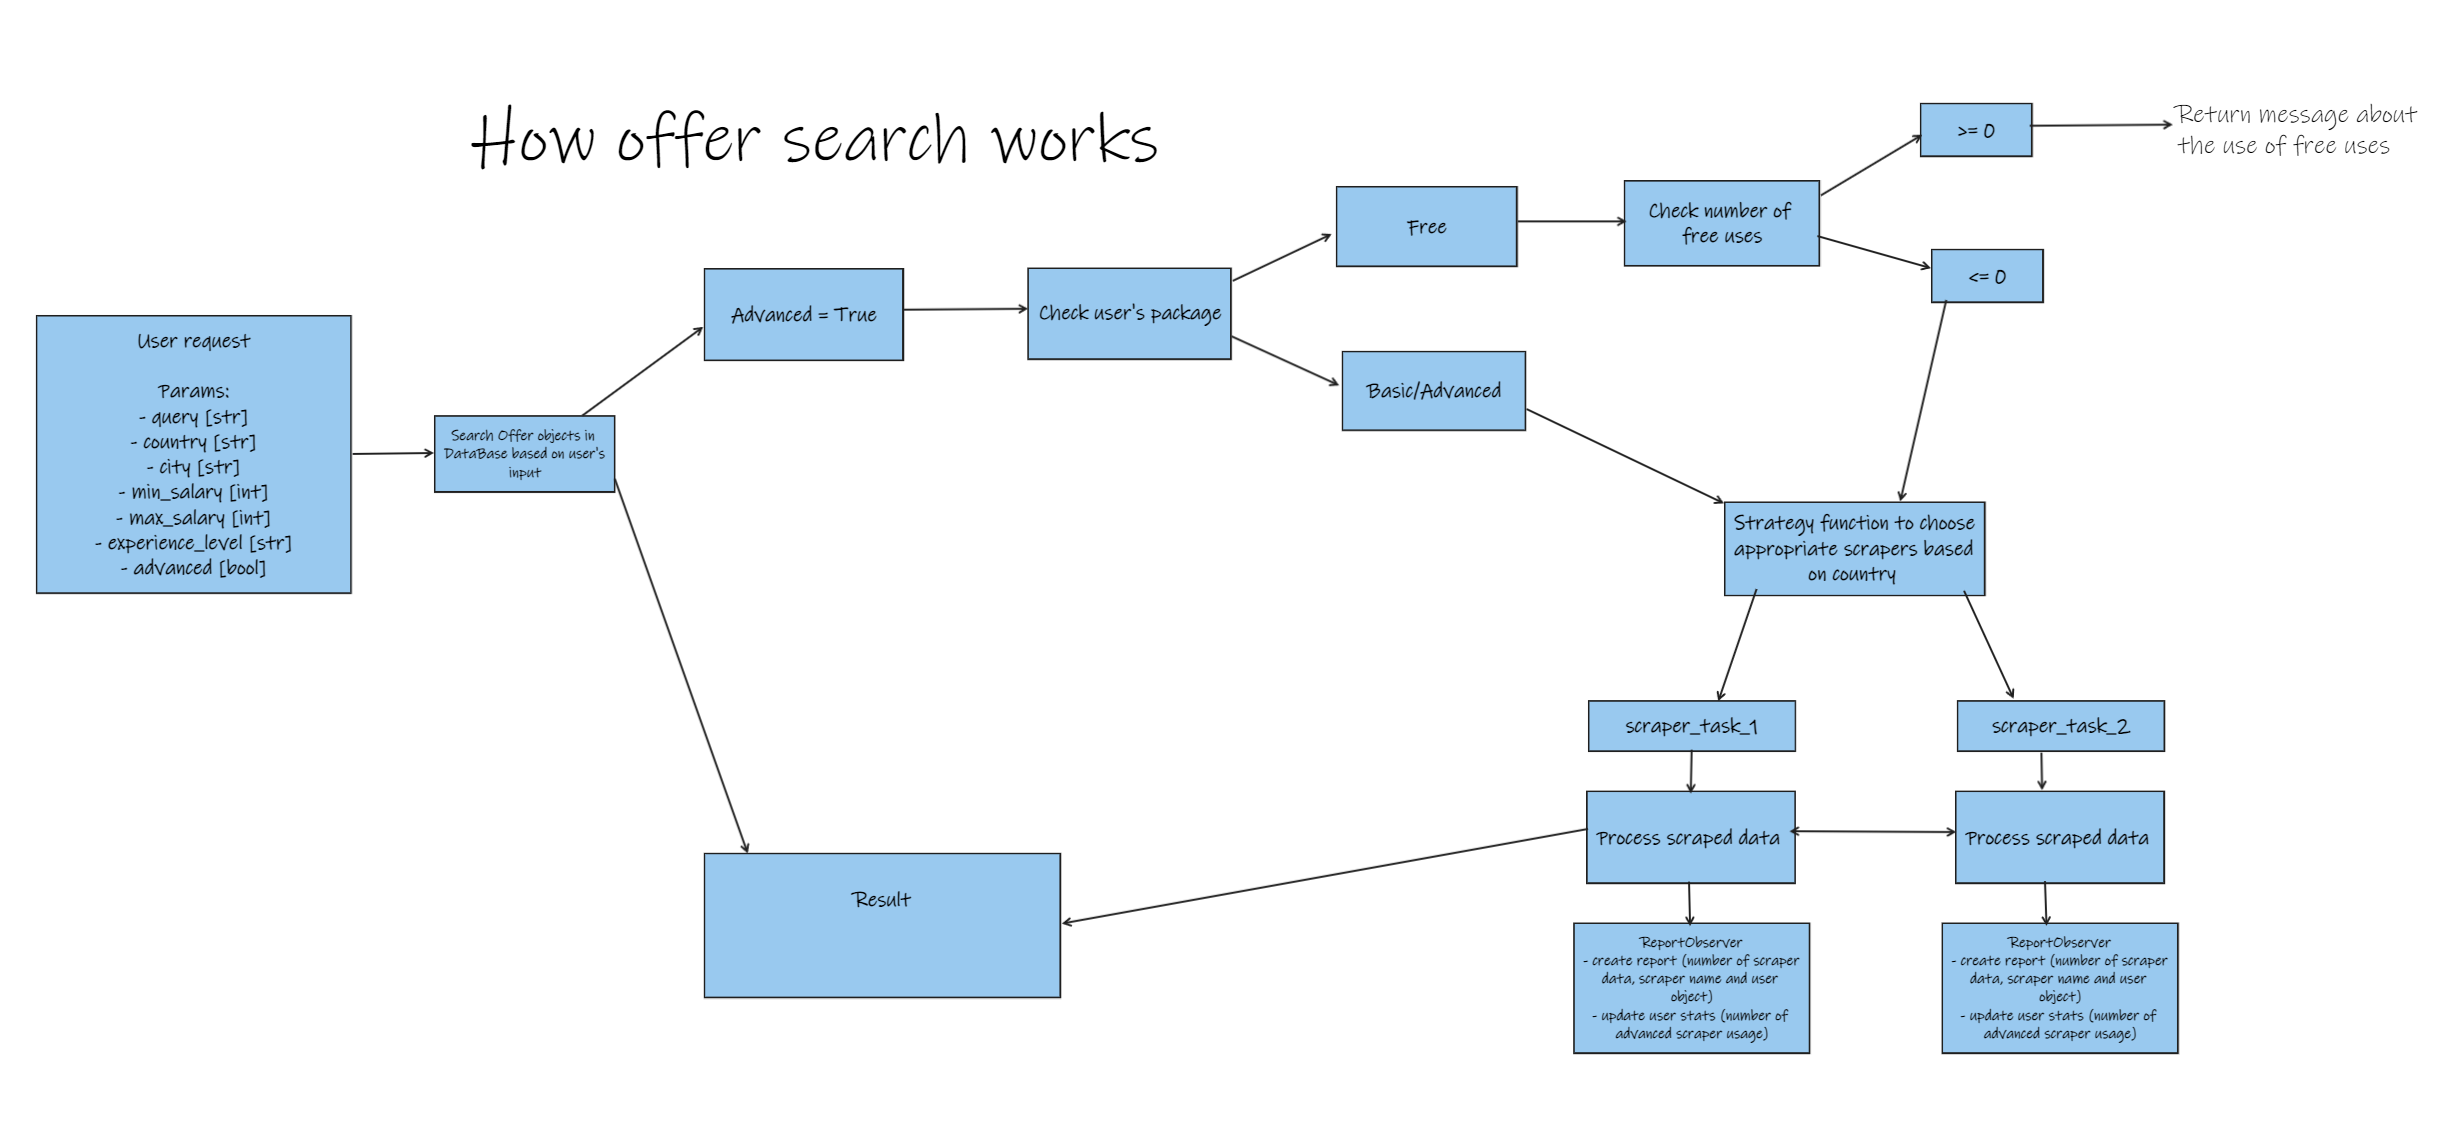 How offer search works
User request
Params:
- query [str]
- country [str]
- city [str]
- min_salary [int]
- max_salary [int]
- experience_level [str]
- advanced [bool]
Search Offer objects in
DataBase based on user's
input
Advanced = True
Check user's package
Free
Basic/Advanced
Check number of
free uses
>= 0
Return message about
the use of free uses
<= 0
Strategy function to choose
appropriate scrapers based
on country
scraper_task_1
scraper_task_2
Process scraped data
Process scraped data
Result
ReportObserver
- create report (number of scraper
data, scraper name and user
object)
- update user stats (number of
advanced scraper usage)
ReportObserver
- create report (number of scraper
data, scraper name and user
object)
- update user stats (number of
advanced scraper usage)